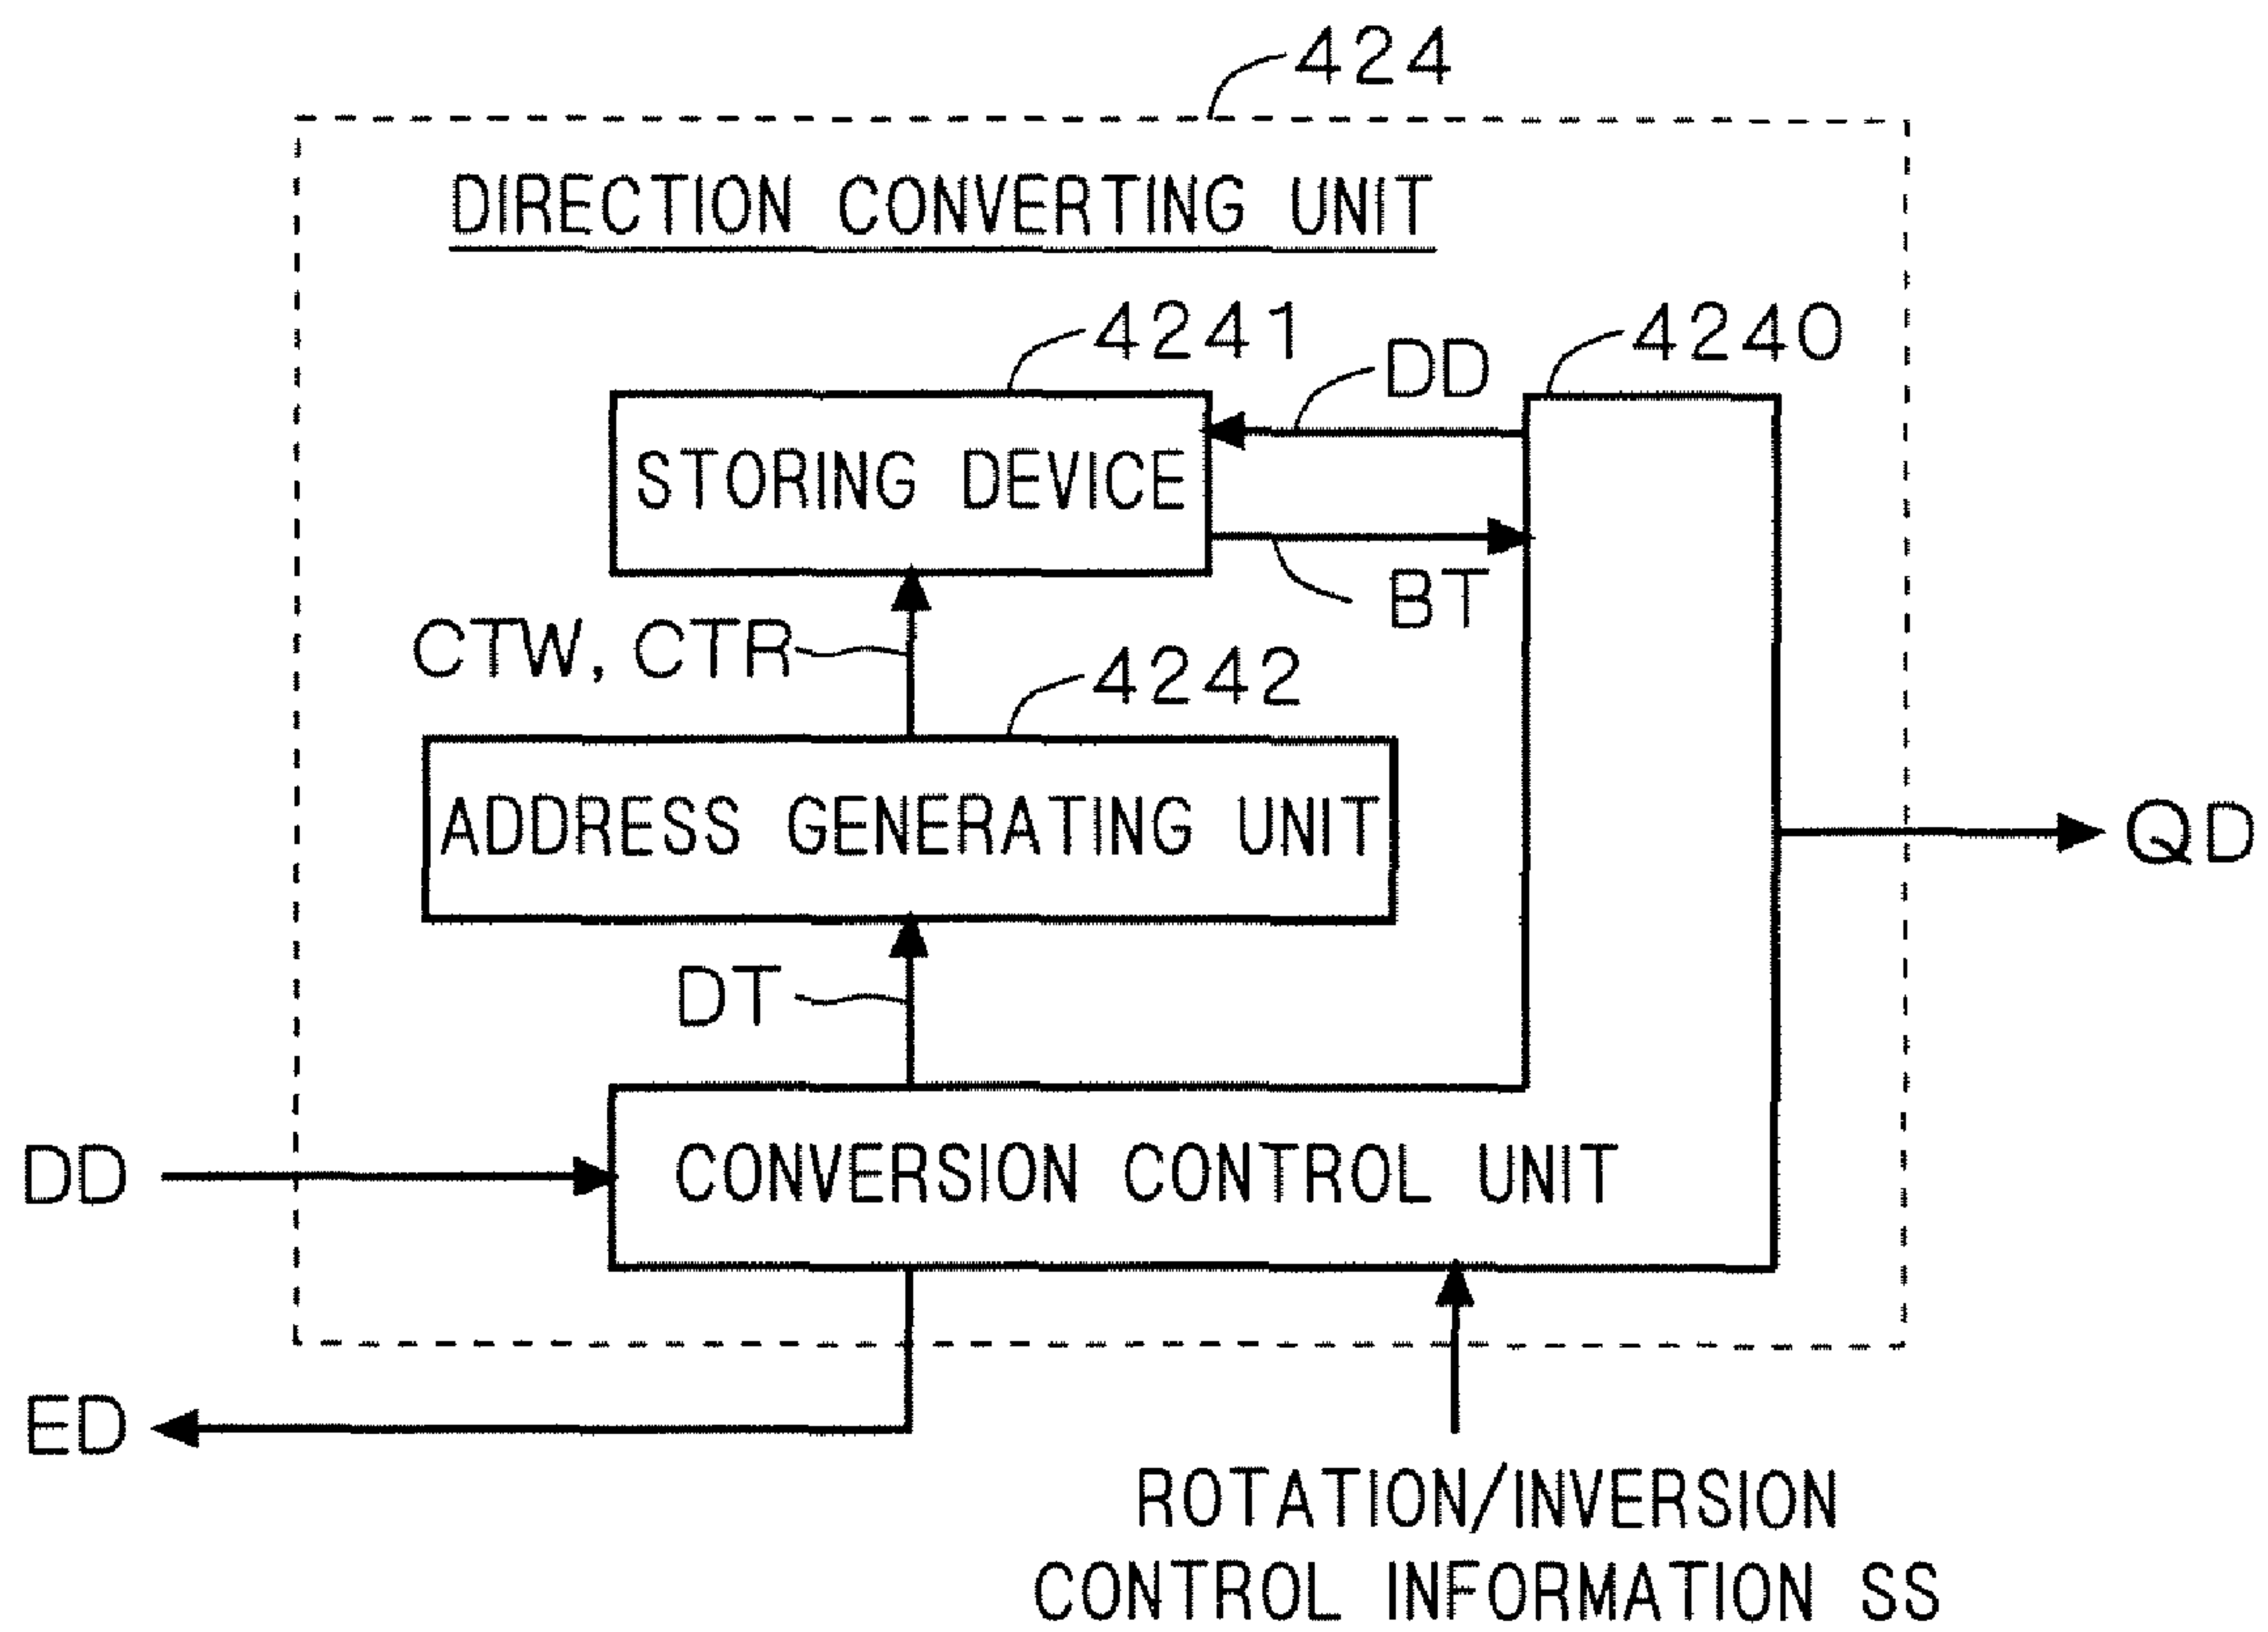 424
DIRECTION CONVERTING UNIT
4241
4240
DD
STORING DEVICE
BT
CTW, CTR
4242
ADDRESS GENERATING UNIT
QD
DT
DD
CONVERSION CONTROL UNIT
ED
ROTATION/INVERSION
CONTROL INFORMATION SS